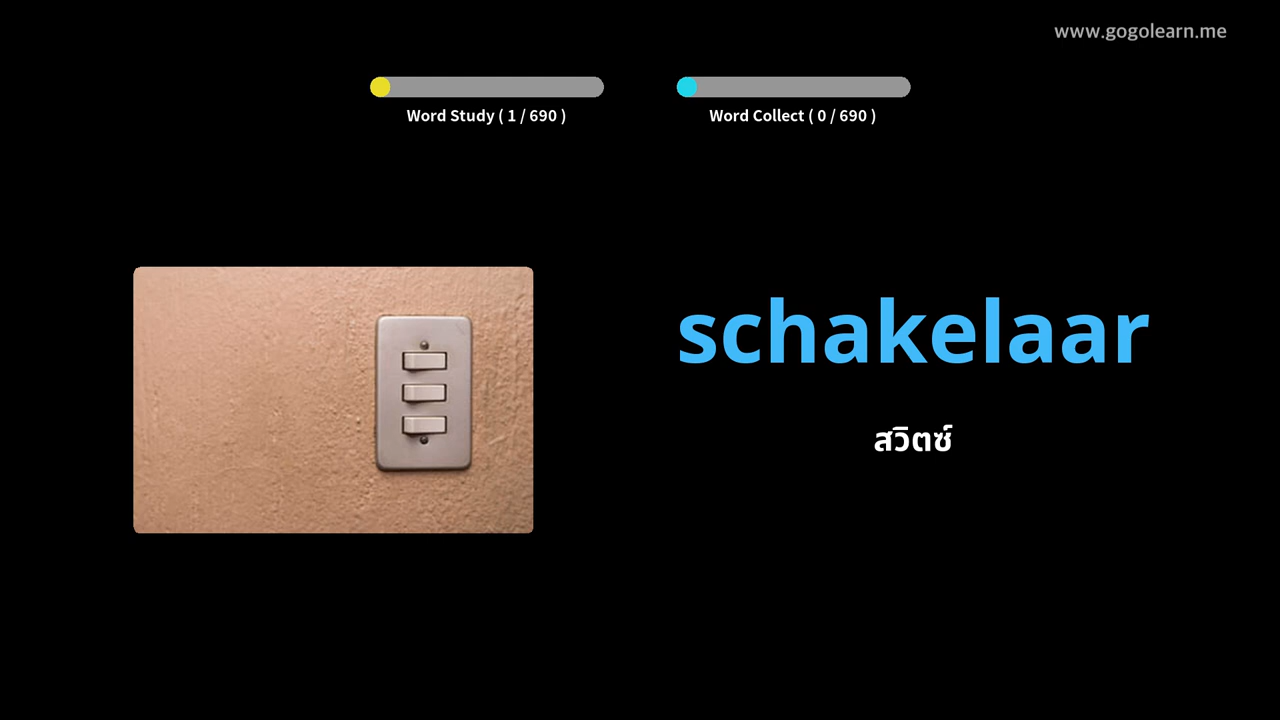 www.gogolearn.me
Word Study ( 1 / 690 )
Word Collect ( 0 / 690 )
schakelaar
สวิตซ์